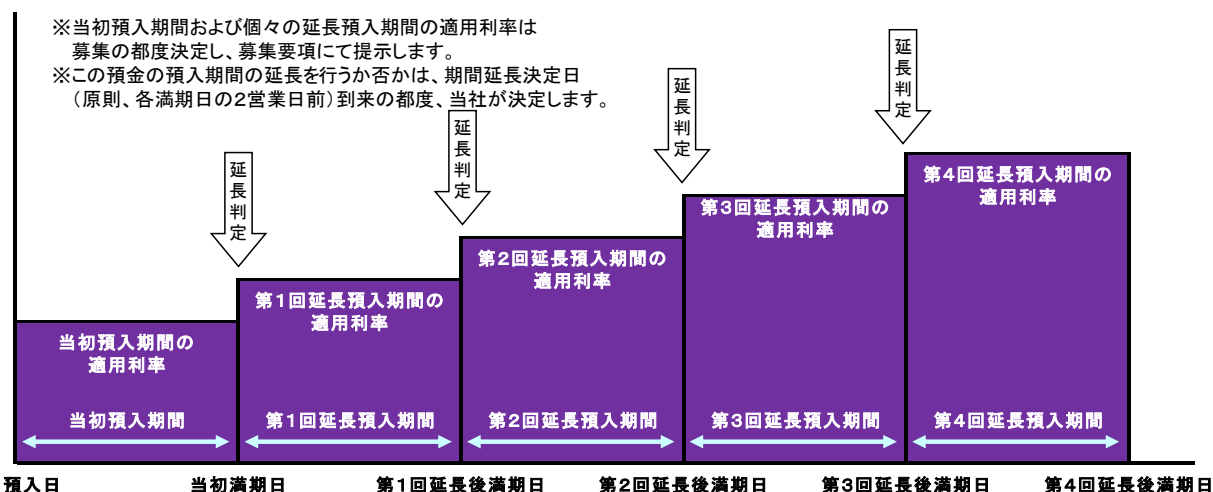 ※当初預入期間および個々の延長預入期間の適用利率は
募集の都度決定し、募集要項にて提示します。
※この預金の預入期間の延長を行うか否かは、期間延長決定日
(原則、各満期日の2営業日前)到来の都度、当社が決定します。
延長判定
延長判定
延長判定
延長判定
当初預入期間の
適用利率
第1回延長預入期間の
適用利率
第2回延長預入期間の
適用利率
第3回延長預入期間の
適用利率
第4回延長預入期間の
適用利率
当初預入期間
第1回延長預入期間
第2回延長預入期間
第3回延長預入期間
第4回延長預入期間
預入日
当初満期日
第1回延長後満期日
第2回延長後満期日
第3回延長後満期日
第4回延長後満期日